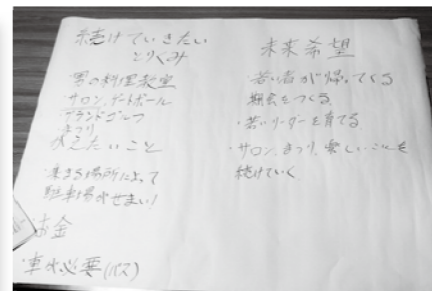 続けていきたい
とりくみ
男の料理教室
サロン、ゲートボール
グランドゴルフ
まつり
変えたいこと
・集まる場所によって
駐車場がせまい!
・お金
・車が必要(バス)
未来希望
・若い者が帰ってくる
機会をつくる
・若いリーダーを育てる
・サロン、まつり、楽しいことを
続けていく